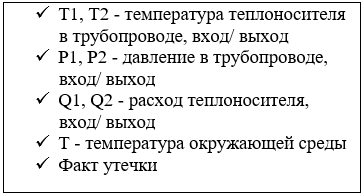 ✓ T1, T2 - температура теплоносителя
в трубопроводе, вход/ выход
✓ P1, P2 - давление в трубопроводе,
вход/ выход
✓ Q1, Q2 - расход теплоносителя,
вход/ выход
✓ T - температура окружающей среды
✓ Факт утечки